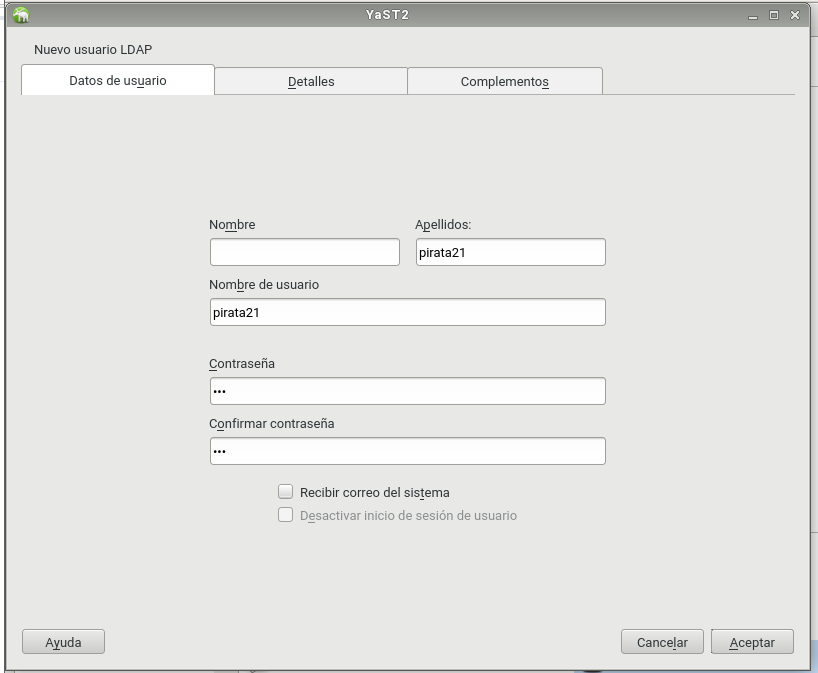 YaST2
Nuevo usuario LDAP
Datos de usuario Detalles Complementos
Nombre Apellidos:
pirata21
Nombre de usuario
pirata21
Contraseña
•••
Confirmar contraseña
•••
Recibir correo del sistema
Desactivar inicio de sesión de usuario
Ayuda Cancelar Aceptar